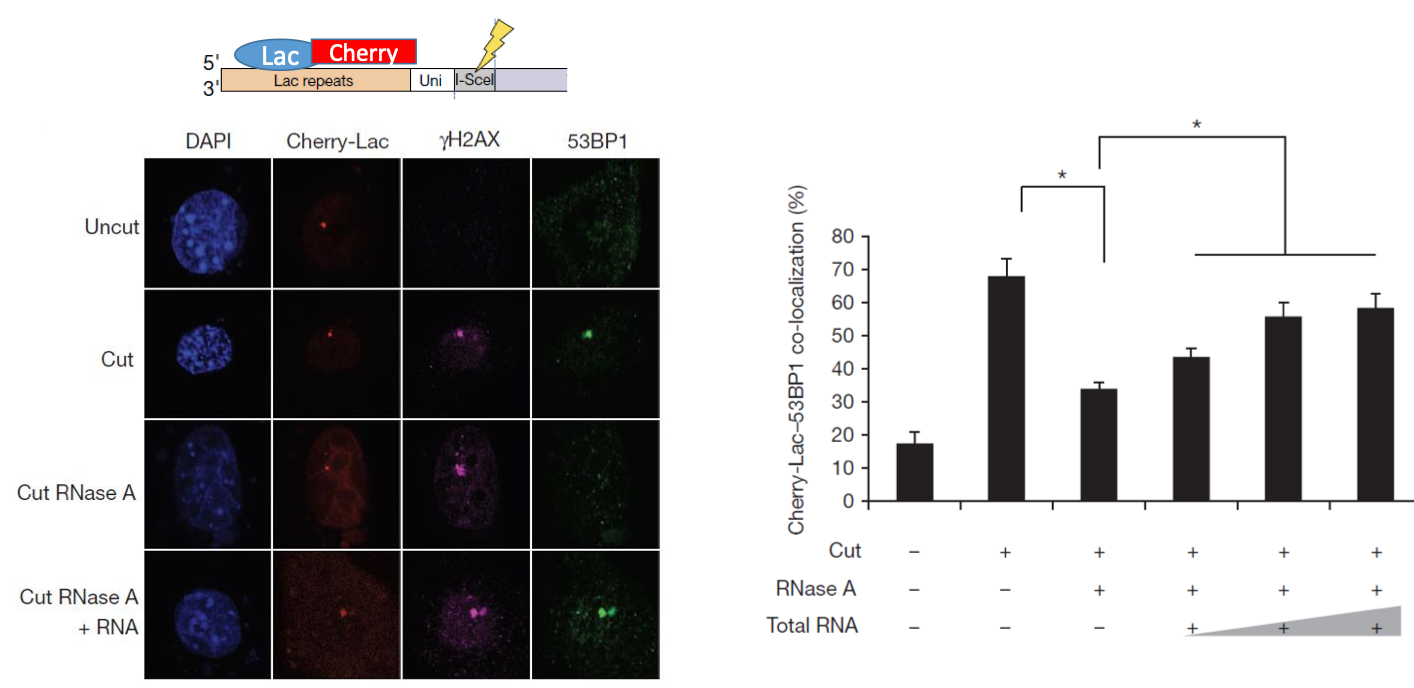 Lac Cherry
5'
3'
Lac repeats Uni I-SceI
DAPI Cherry-Lac γH2AX 53BP1
Uncut
Cut
Cut RNase A
Cut RNase A
+ RNA
* 
*
Cherry-Lac–53BP1 co-localization (%)
80
70
60
50
40
30
20
10
0
Cut – + + + + +
RNase A – – + + + +
Total RNA – – – + + +